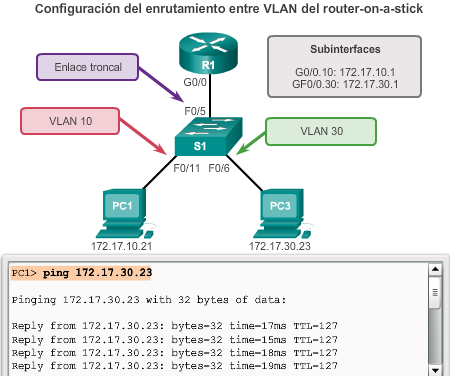 Configuración del enrutamiento entre VLAN del router-on-a-stick
Enlace troncal
R1
G0/0
Subinterfaces
G0/0.10: 172.17.10.1
GF0/0.30: 172.17.30.1
F0/5
VLAN 10
VLAN 30
S1
F0/11 F0/6
PC1
PC3
172.17.10.21
172.17.30.23
PC1> ping 172.17.30.23
Pinging 172.17.30.23 with 32 bytes of data:
Reply from 172.17.30.23: bytes=32 time=17ms TTL=127
Reply from 172.17.30.23: bytes=32 time=15ms TTL=127
Reply from 172.17.30.23: bytes=32 time=18ms TTL=127
Reply from 172.17.30.23: bytes=32 time=19ms TTL=127